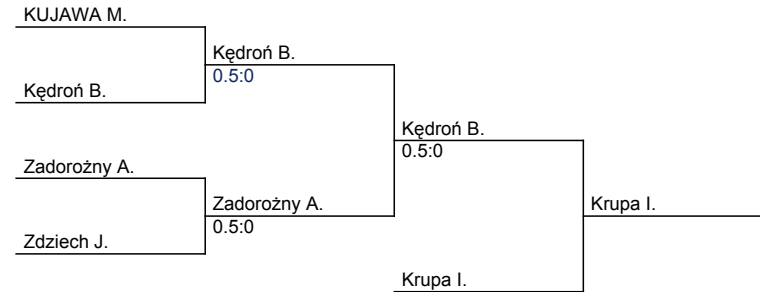 KUJAWA M.
Kędroń B.
0.5:0
Kędroń B.
Kędroń B.
0.5:0
Zadorożny A.
Zadorożny A.
0.5:0
Krupa I.
Zdziech J.
Krupa I.